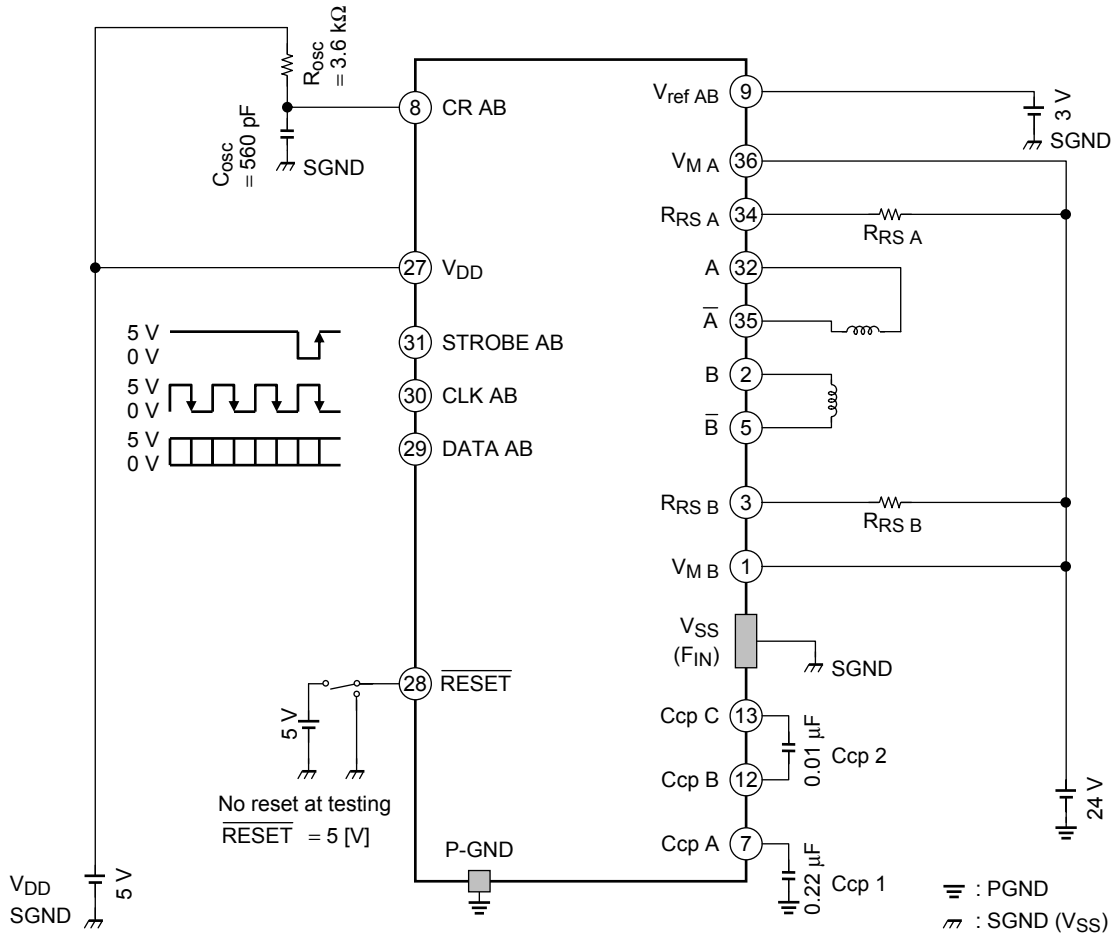 Rosc
= 3.6 kΩ
Cosc
= 560 pF
SGND
8
CR AB
27
VDD
5 V
0 V
31
STROBE AB
5 V
0 V
30
CLK AB
5 V
0 V
29
DATA AB
28
RESET
5 V
No reset at testing
RESET = 5 [V]
VDD
SGND
5 V
P-GND
Vref AB
9
3 V
SGND
VM A
36
RRS A
34
RRS A
A
32
A
35
B
2
B
5
RRS B
3
RRS B
VM B
1
VSS
(FIN)
SGND
Ccp C
13
0.01 µF
Ccp 2
Ccp B
12
Ccp A
7
0.22 µF
Ccp 1
24 V
: PGND
: SGND (VSS)